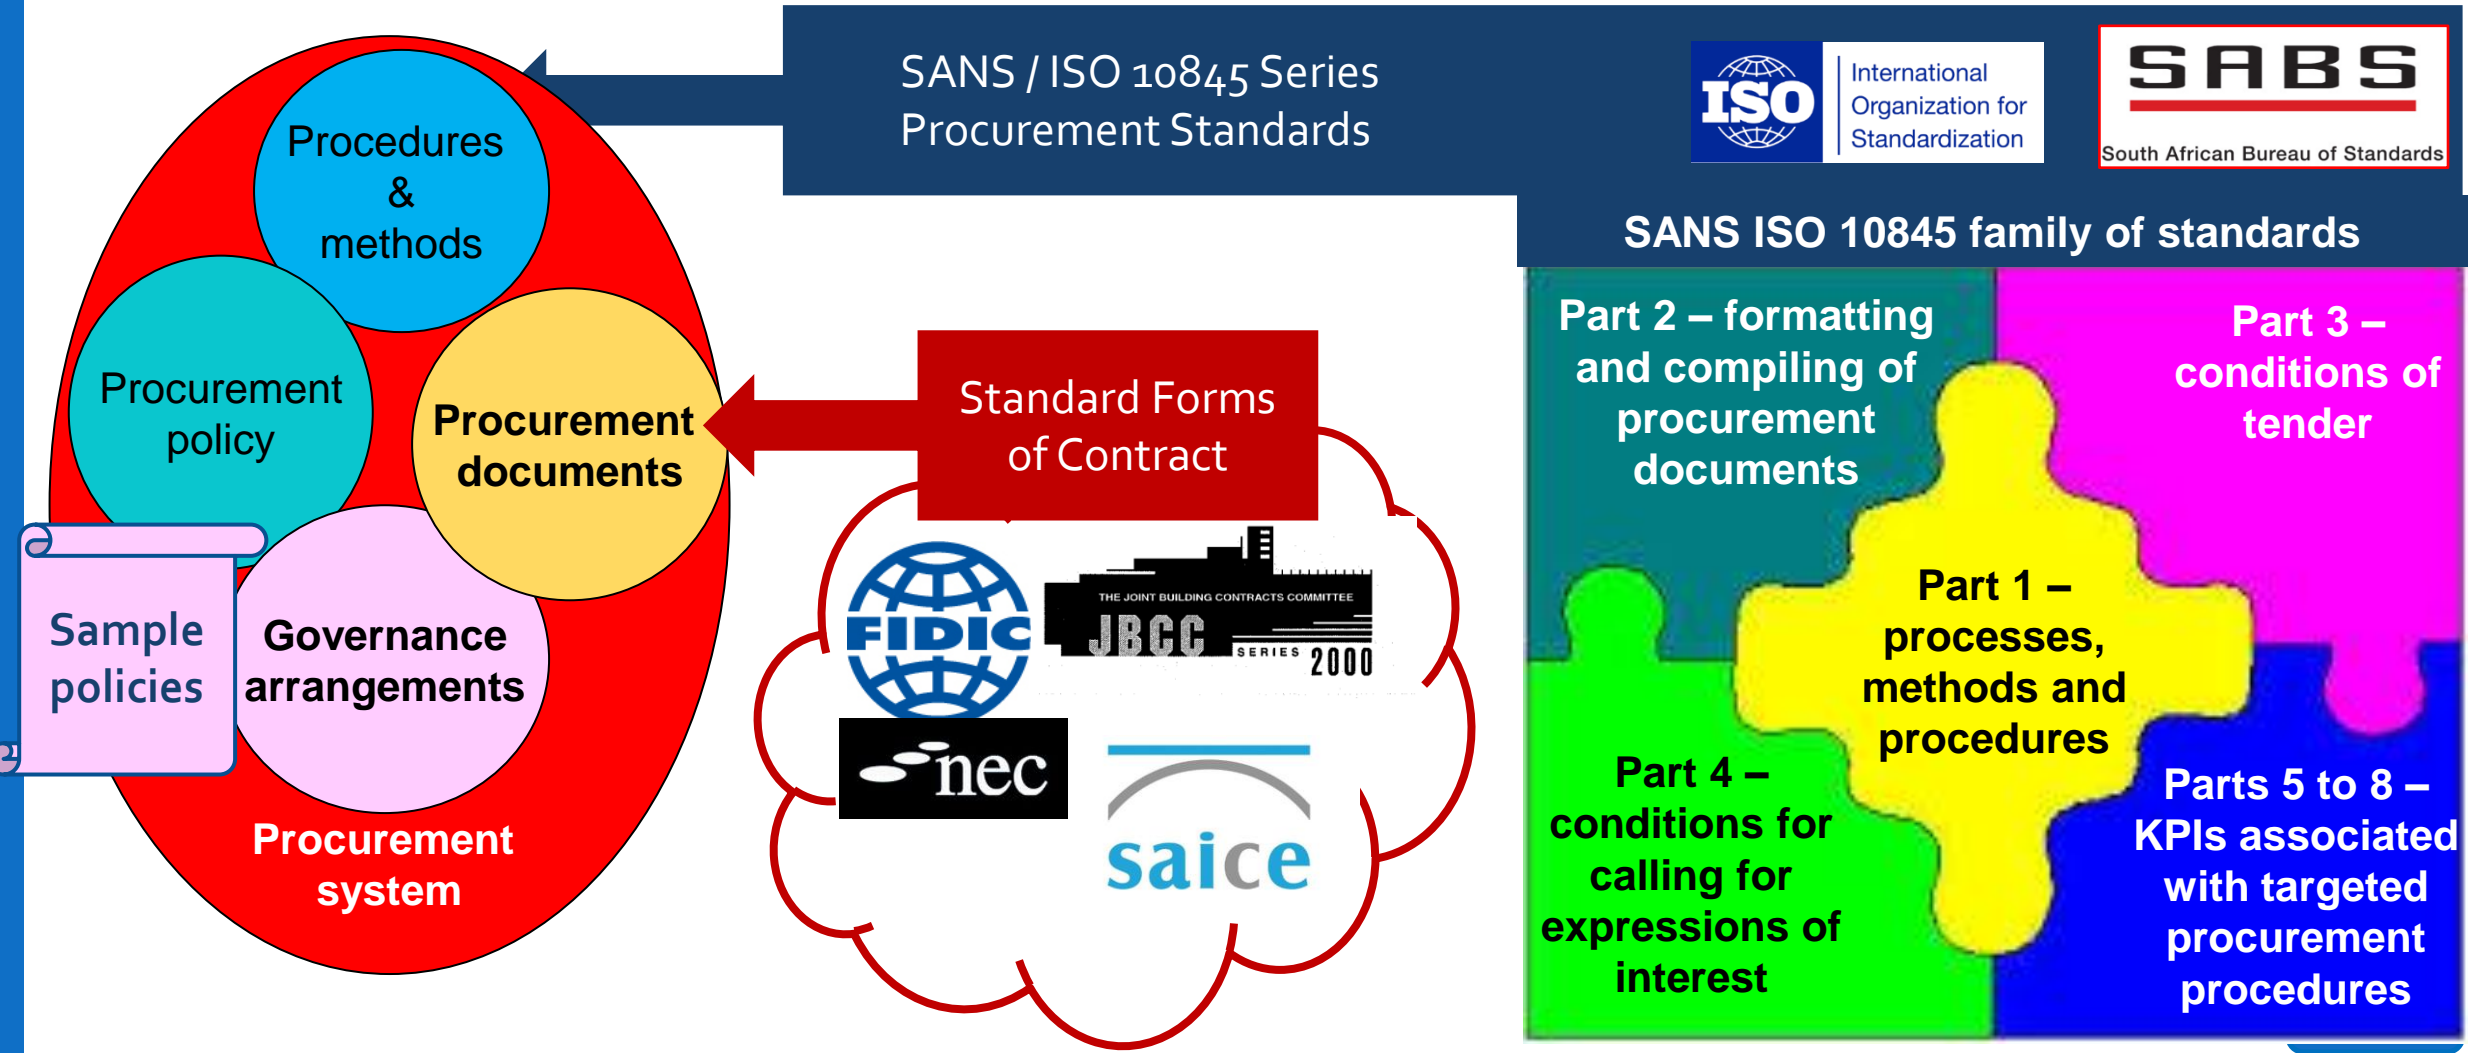 Procedures
&
methods
Procurement
policy
Procurement
documents
Sample
policies
Governance
arrangements
Procurement
system
SANS / ISO 10845 Series
Procurement Standards
ISO
International
Organization for
Standardization
SABS
South African Bureau of Standards
Standard Forms
of Contract
FIDIC
THE JOINT BUILDING CONTRACTS COMMITTEE
JBCC
SERIES 2000
nec
saice
SANS ISO 10845 family of standards
Part 2 – formatting
and compiling of
procurement
documents
Part 3 –
conditions of
tender
Part 1 –
processes,
methods and
procedures
Part 4 –
conditions for
calling for
expressions of
interest
Parts 5 to 8 –
KPIs associated
with targeted
procurement
procedures